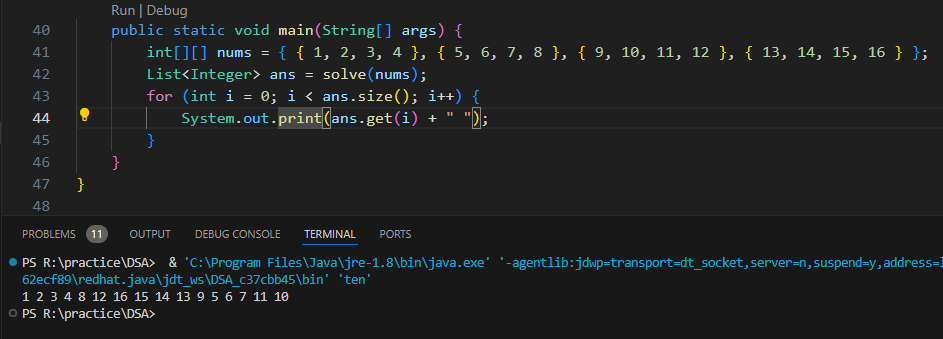 Run | Debug
40 public static void main(String[] args) {
41 int[][] nums = { { 1, 2, 3, 4 }, { 5, 6, 7, 8 }, { 9, 10, 11, 12 }, { 13, 14, 15, 16 } };
42 List<Integer> ans = solve(nums);
43 for (int i = 0; i < ans.size(); i++) {
44 System.out.print(ans.get(i) + " ");
45 }
46 }
47 }
48
PROBLEMS 11 OUTPUT DEBUG CONSOLE TERMINAL PORTS
PS R:\practice\DSA> & 'C:\Program Files\Java\jre-1.8\bin\java.exe' '-agentlib:jdwp=transport=dt_socket,server=n,suspend=y,address=l
62ecf89\redhat.java\jdt_ws\DSA_c37cbb45\bin' 'ten'
1 2 3 4 8 12 16 15 14 13 9 5 6 7 11 10
PS R:\practice\DSA>